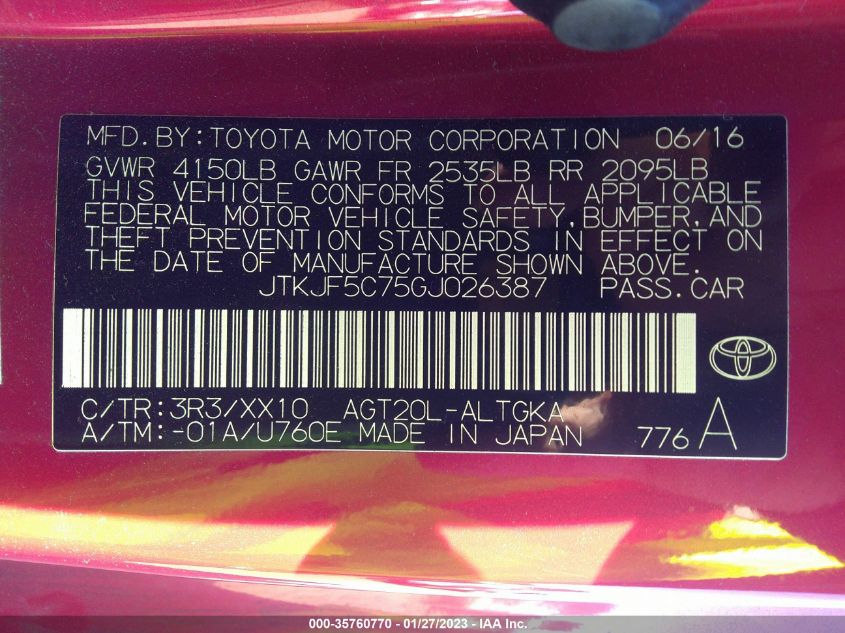 MFD.BY:TOYOTA MOTOR CORPORATION 06/16
GVWR 4150LB GAWR FR 2535LB RR 2095LB
THIS VEHICLE CONFORMS TO ALL APPLICABLE
FEDERAL MOTOR VEHICLE SAFETY,BUMPER,AND
THEFT PREVENTION STANDARDS IN EFFECT ON
THE DATE OF MANUFACTURE SHOWN ABOVE.
JTKJF5C75GJ026387 PASS.CAR
C/TR:3R3/XX10 AGT20L-ALTGKA
A/TM:-01A/U760E MADE IN JAPAN 776A
000-35760770 - 01/27/2023 - IAA Inc.